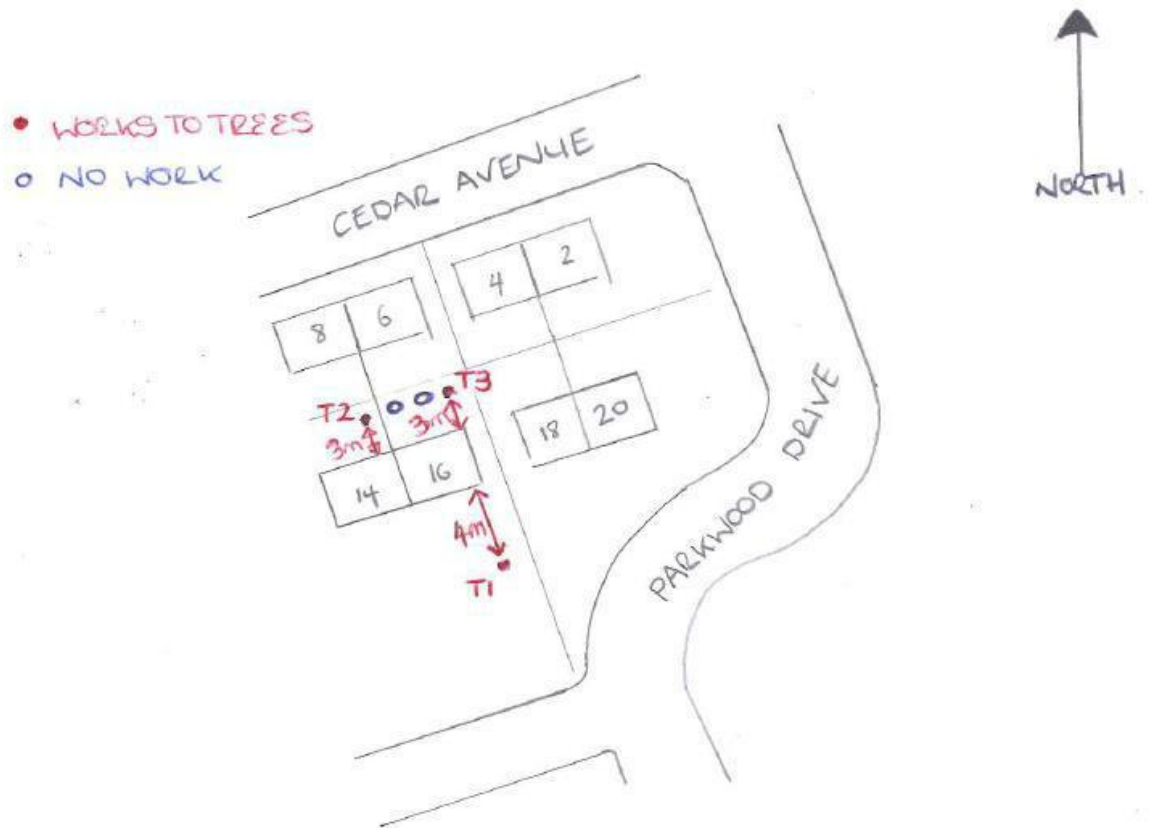 WORKS TO TREES
NO WORK
NORTH
CEDAR AVENUE
4
2
8
6
T3
T2
3m
3m
18
20
14
16
4m
T1
PARKWOOD DRIVE